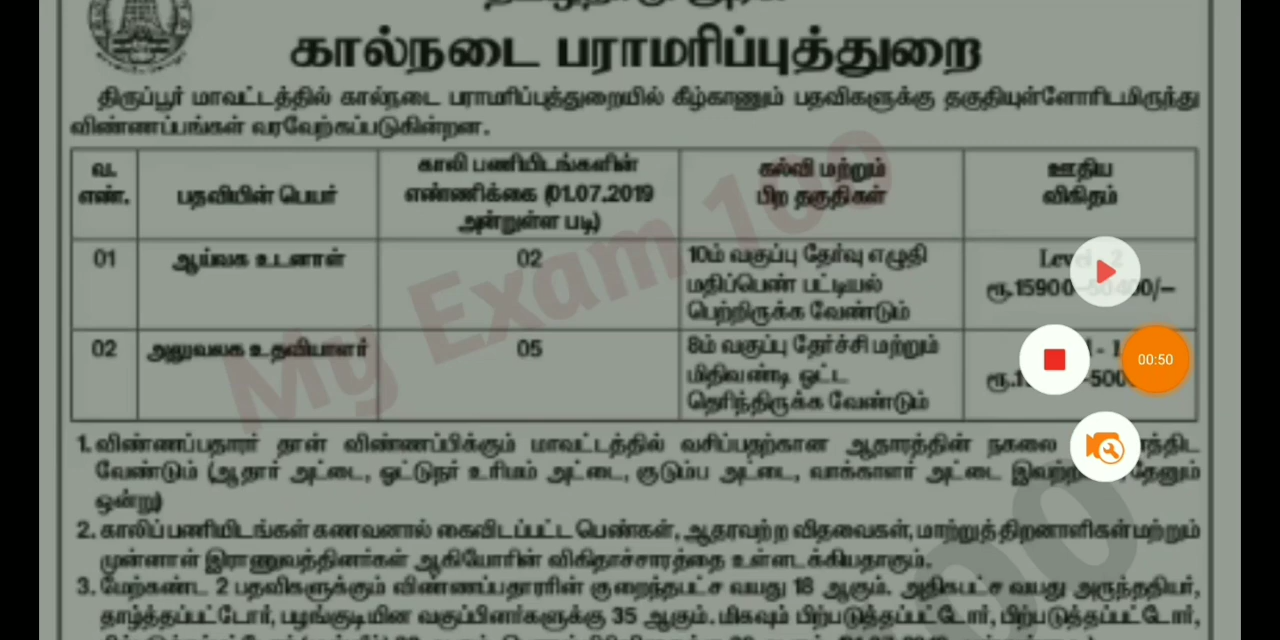 கால்நடை பராமரிப்புத்துறை
திருப்பூர் மாவட்டத்தில் கால்நடை பராமரிப்புத்துறையில் கீழ்காணும் பதவிகளுக்கு தகுதியுள்ளோரிடமிருந்து
விண்ணப்பங்கள் வரவேற்கப்படுகின்றன.
வ. எண்.
பதவியின் பெயர்
காலி பணியிடங்களின்
எண்ணிக்கை (01.07.2019
அன்றுள்ள படி)
கல்வி மற்றும்
பிற தகுதிகள்
ஊதிய
விகிதம்
01
ஆய்வக உடனாள்
02
10ம் வகுப்பு தேர்வு எழுதி
மதிப்பெண் பட்டியல்
பெற்றிருக்க வேண்டும்
ரூ.15900
02
அலுவலக உதவியாளர்
05
8ம் வகுப்பு தேர்ச்சி மற்றும்
மிதிவண்டி ஓட்ட
தெரிந்திருக்க வேண்டும்
00:50
My Exam 100
1. விண்ணப்பதாரர் தான் விண்ணப்பிக்கும் மாவட்டத்தில் வசிப்பதற்கான ஆதாரத்தின் நகலை
வேண்டும் (ஆதார் அட்டை, ஓட்டுநர் உரிமம் அட்டை, குடும்ப அட்டை, வாக்காளர் அட்டை
ஒன்று)
2. காலிப்பணியிடங்கள் கணவனால் கைவிடப்பட்ட பெண்கள், ஆதரவற்ற விதவைகள், மாற்றுத்திறனாளிகள் மற்றும்
முன்னாள் இராணுவத்தினர்கள் ஆகியோரின் விகிதாச்சாரத்தை உள்ளடக்கியதாகும்.
3. மேற்கண்ட 2 பதவிகளுக்கும் விண்ணப்பதாரரின் குறைந்தபட்ச வயது 18 ஆகும். அதிகபட்ச வயது அருந்ததியர்,
தாழ்த்தப்பட்டோர், பழங்குடியின வகுப்பினர்களுக்கு 35 ஆகும். மிகவும் பிற்படுத்தப்பட்டோர், பிற்படுத்தப்பட்டோர்,